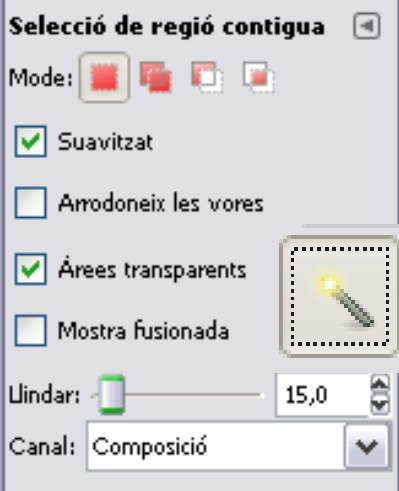 Selecció de regió contigua
Mode:
Suavitzat
Arrodoneix les vores
Àrees transparents
Mostra fusionada
Llindar: 15,0
Canal: Composició